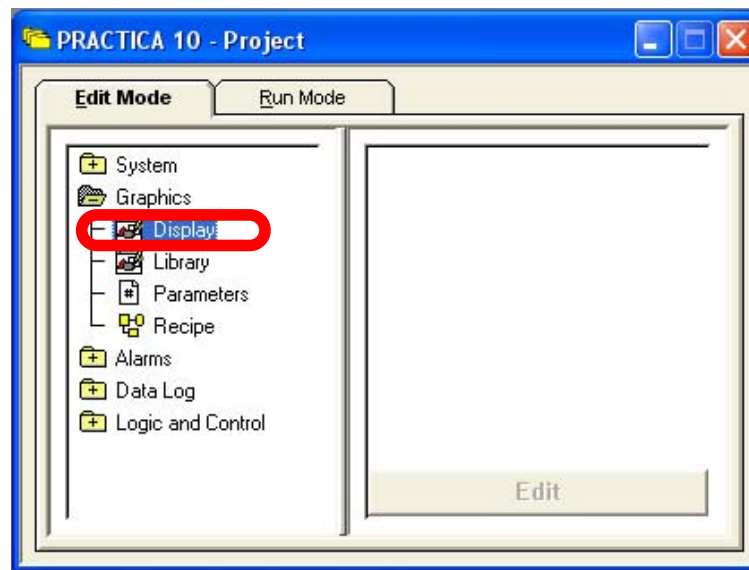 PRACTICA 10 - Project
Edit Mode
Run Mode
System
Graphics
Display
Library
Parameters
Recipe
Alarms
Data Log
Logic and Control
Edit